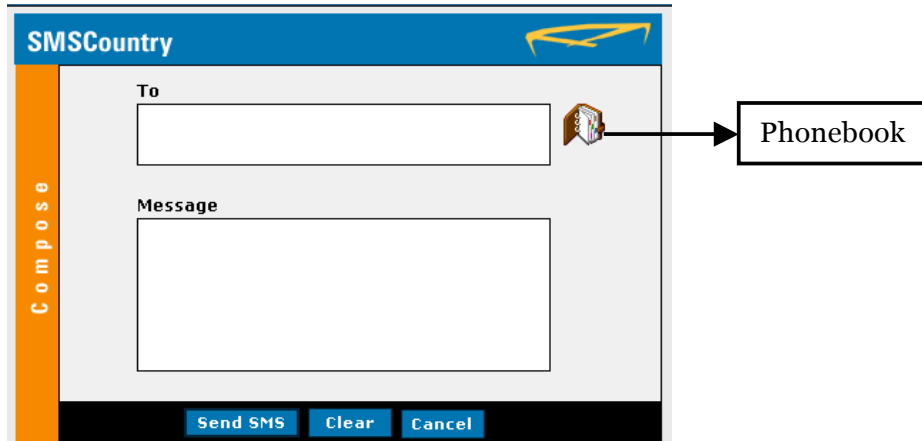 SMSCountry
To
Phonebook
Compose
Message
Send SMS Clear Cancel